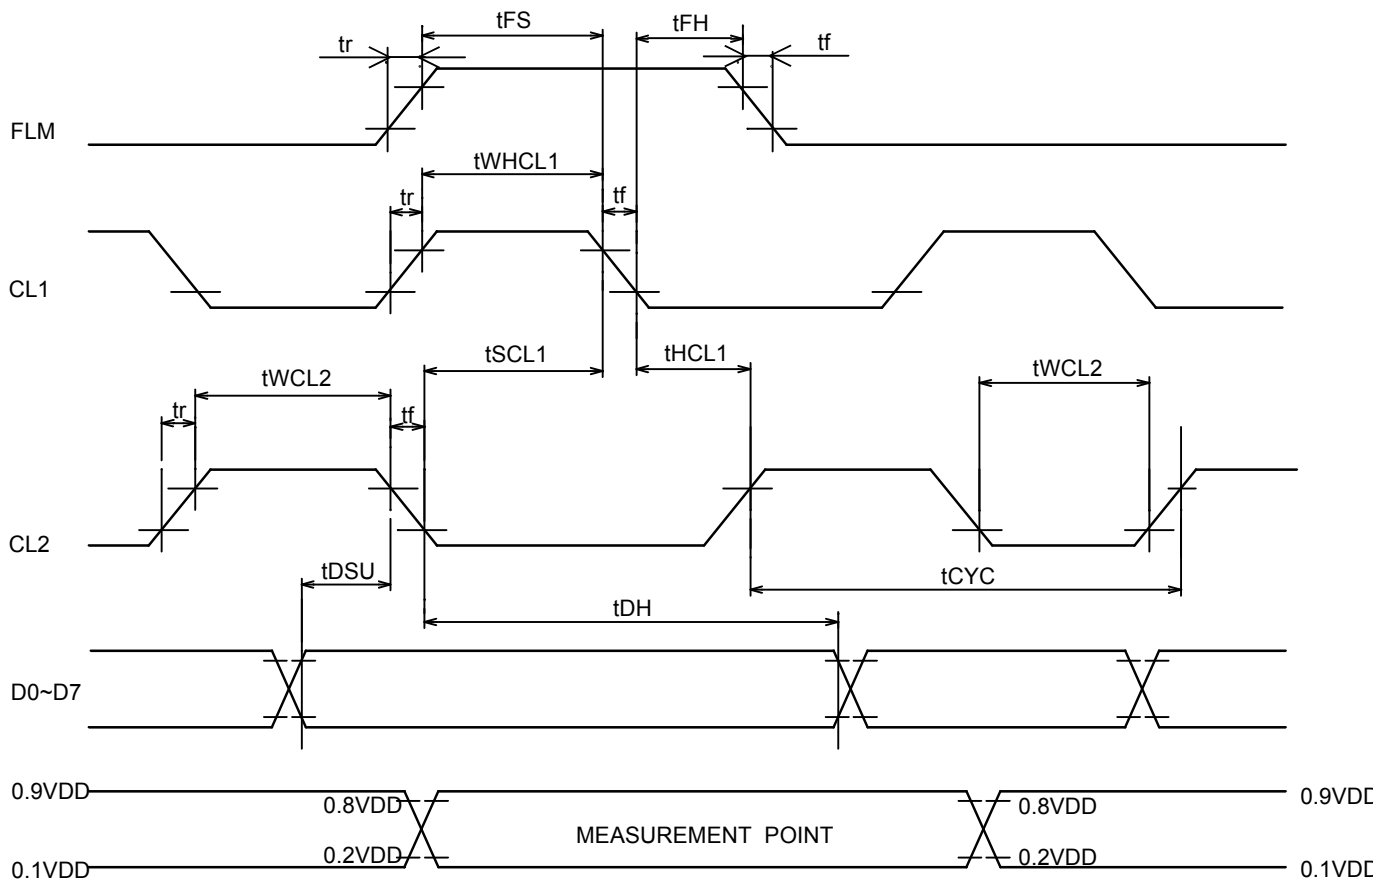 tFS
tFH
tr
tf
FLM
tWHCL1
tr
tf
CL1
tSCL1
tHCL1
tWCL2
tWCL2
tr
tf
CL2
tDSU
tCYC
tDH
D0~D7
0.9VDD
0.8VDD
0.8VDD
0.9VDD
MEASUREMENT POINT
0.2VDD
0.2VDD
0.1VDD
0.1VDD